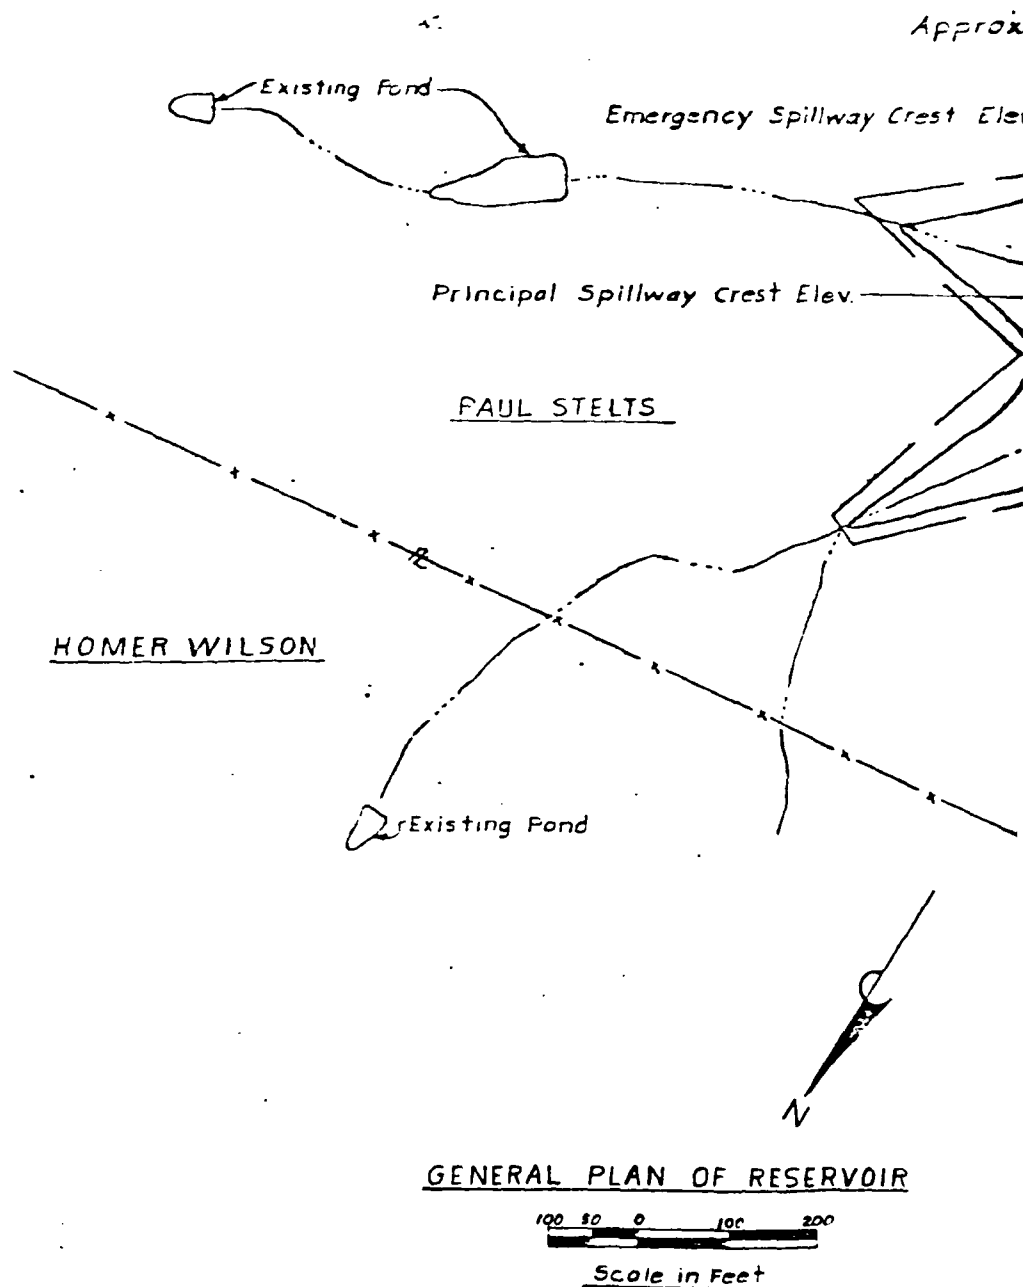 Approx
Existing Pond
Emergency Spillway Crest Elev
Principal Spillway Crest Elev.
PAUL STELTS
HOMER WILSON
Existing Pond
N
GENERAL PLAN OF RESERVOIR
100 50 0 100 200
Scale in Feet